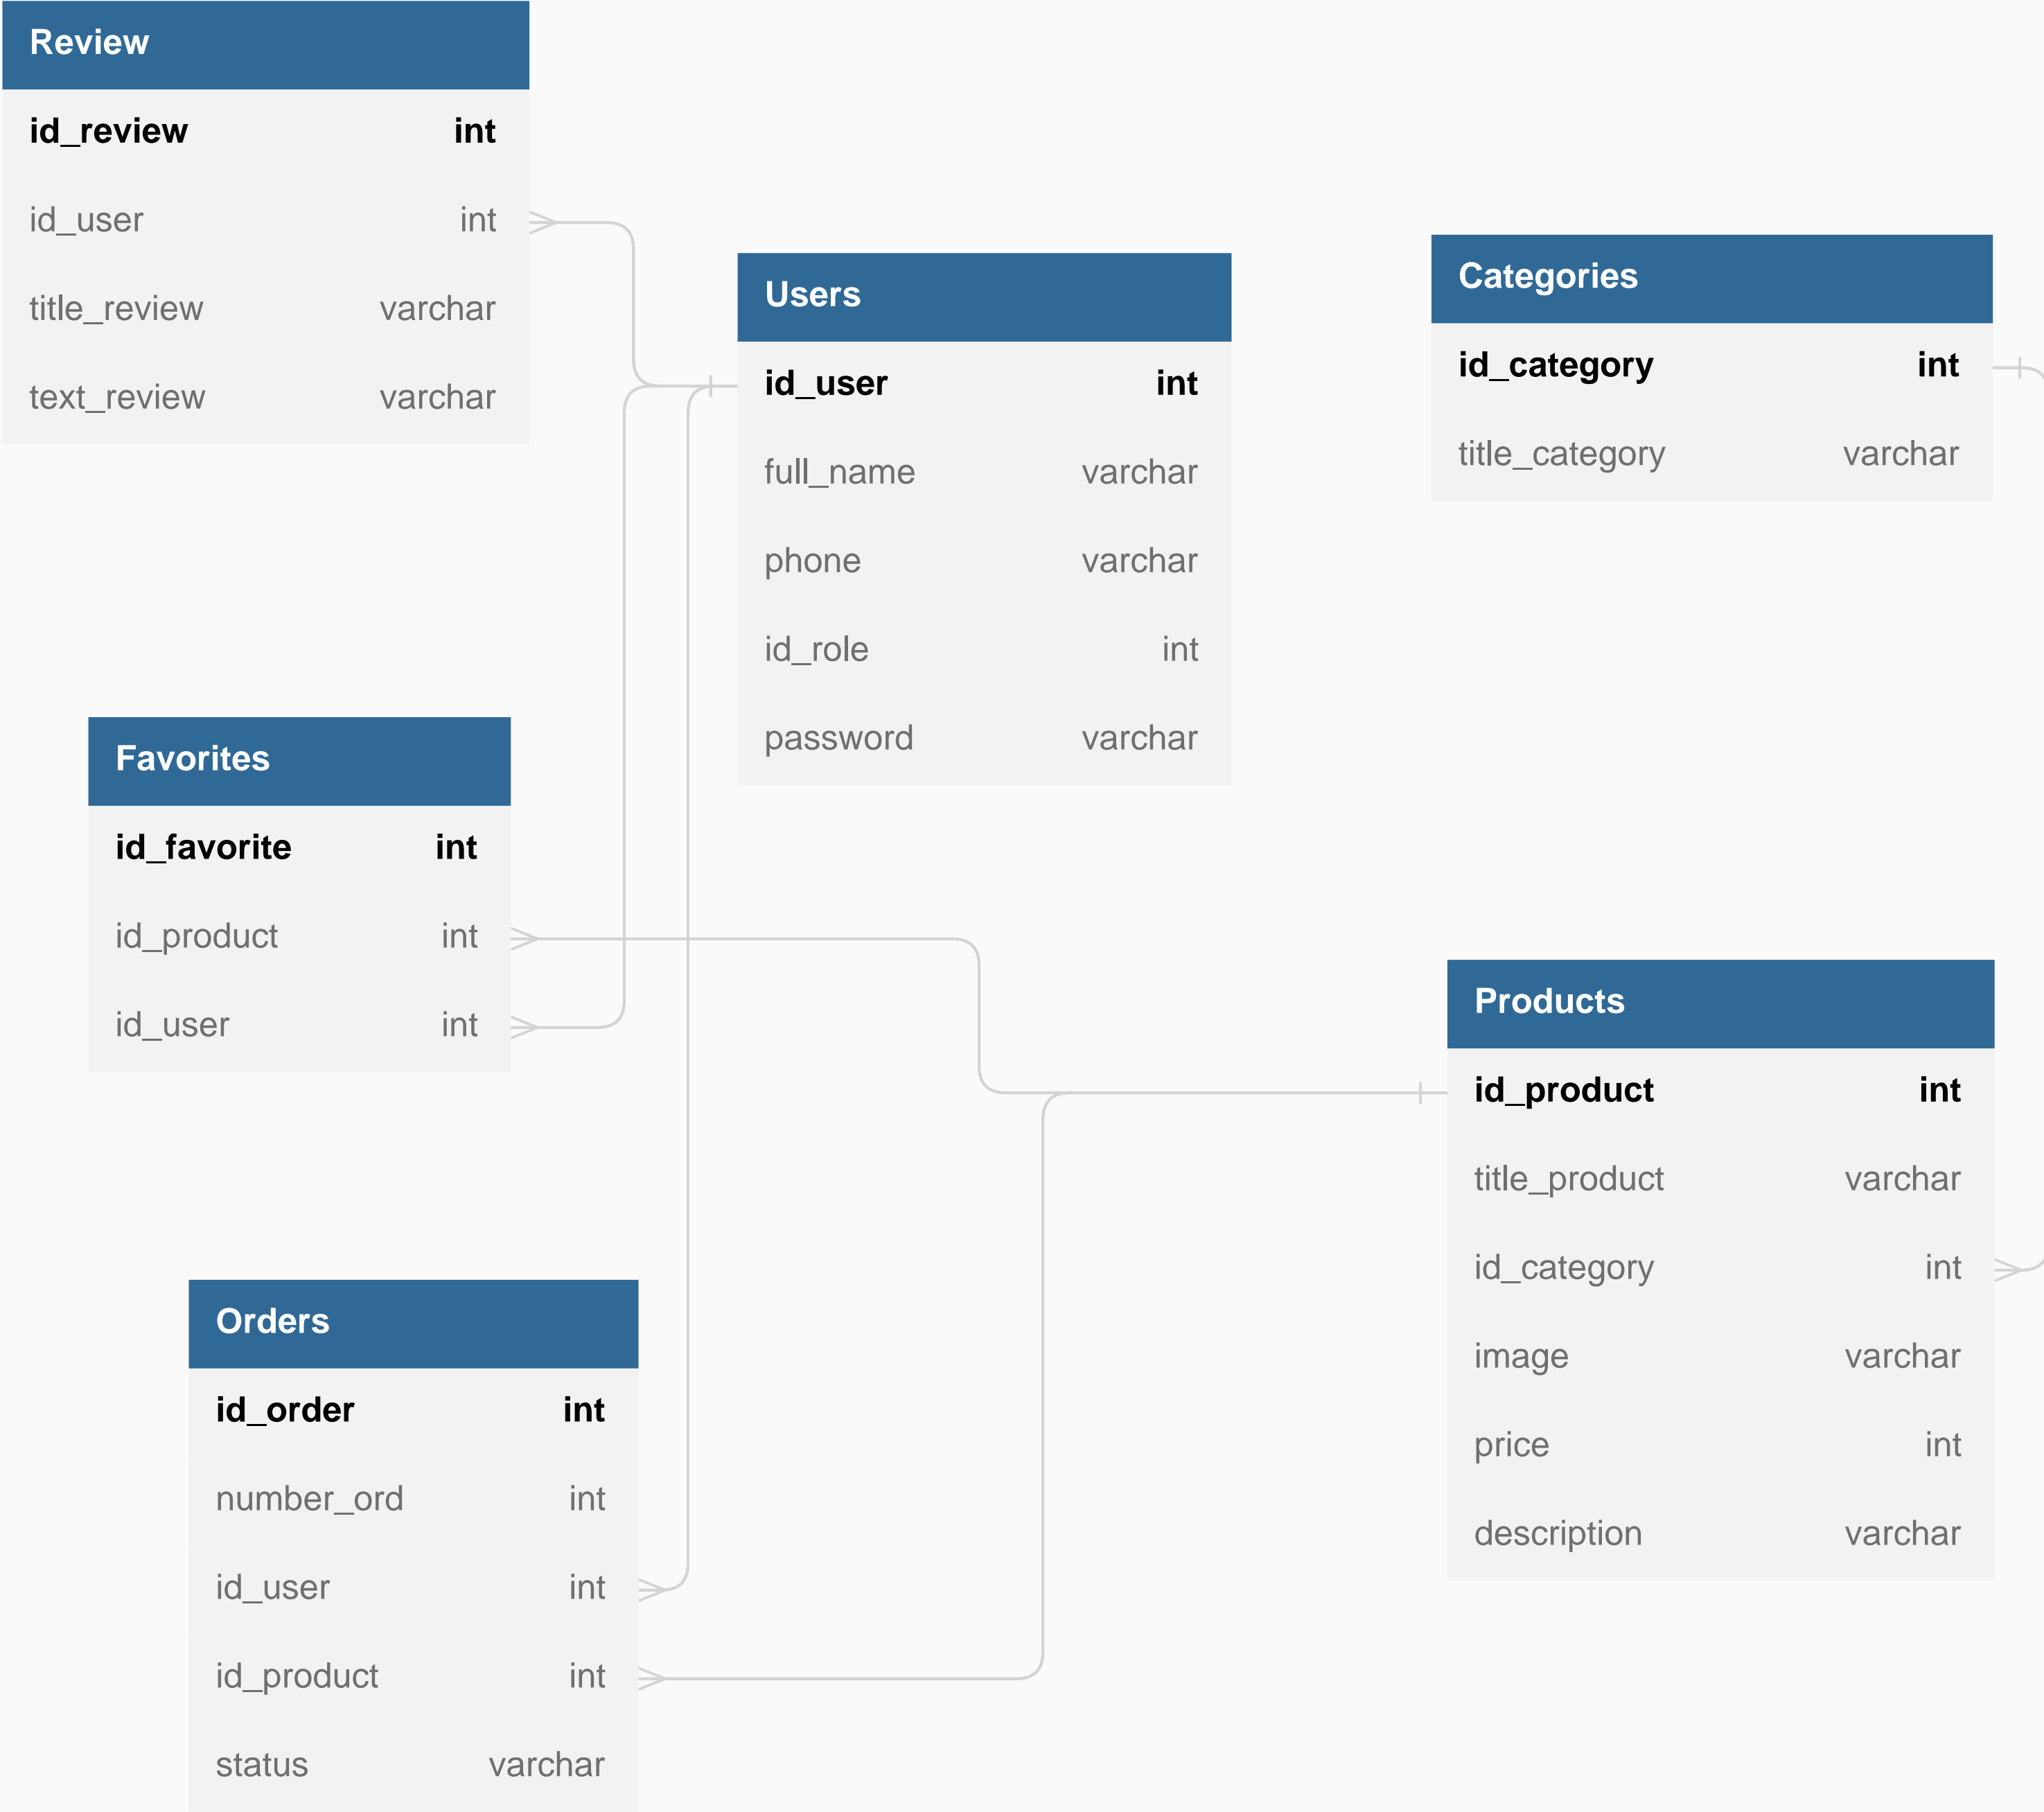 Review
id_review int
id_user int
title_review varchar
text_review varchar
Users
id_user int
full_name varchar
phone varchar
id_role int
password varchar
Categories
id_category int
title_category varchar
Favorites
id_favorite int
id_product int
id_user int
Products
id_product int
title_product varchar
id_category int
image varchar
price int
description varchar
Orders
id_order int
number_ord int
id_user int
id_product int
status varchar